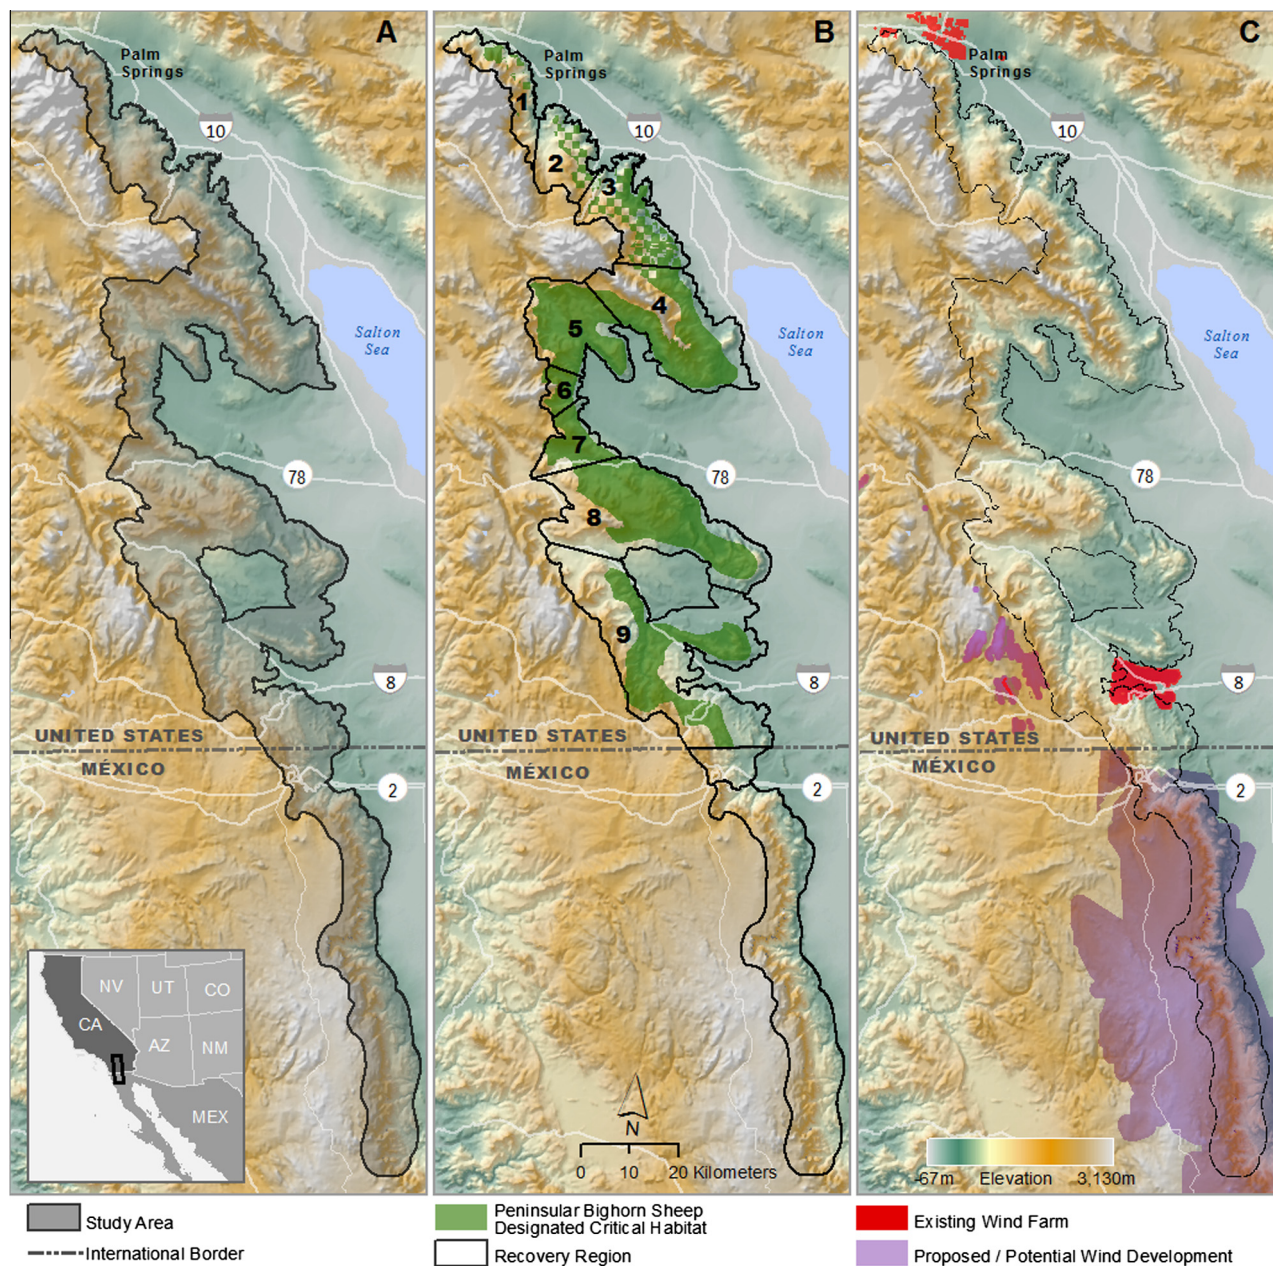 A
Palm
Springs
10
Salton
Sea
78
8
UNITED STATES
MÉXICO
2
NV
UT
CO
CA
AZ
NM
MEX
B
Palm
Springs
1
10
2
3
4
5
Salton
Sea
6
7
78
8
9
8
UNITED STATES
MÉXICO
2
N
0 10 20 Kilometers
C
Palm
Springs
10
Salton
Sea
78
8
UNITED STATES
MÉXICO
2
-67m Elevation 3,130m
Study Area
International Border
Peninsular Bighorn Sheep
Designated Critical Habitat
Recovery Region
Existing Wind Farm
Proposed / Potential Wind Development